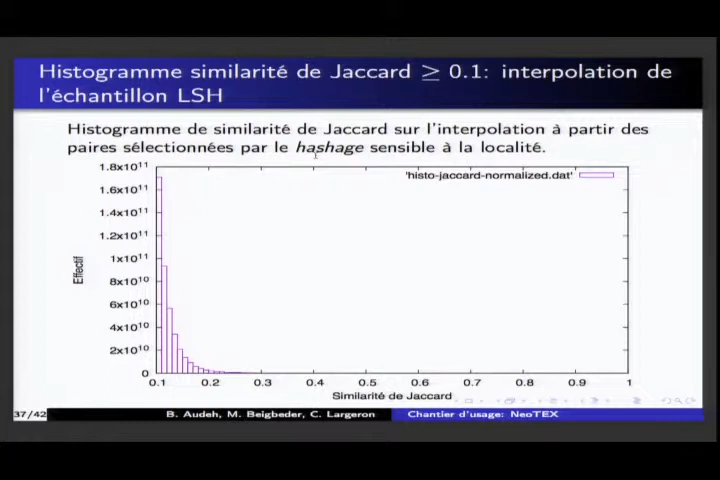 Histogramme similarité de Jaccard ≥ 0.1: interpolation de
l'échantillon LSH
Histogramme de similarité de Jaccard sur l'interpolation à partir des
paires sélectionnées par le hashage sensible à la localité.
'histo-jaccard-normalized.dat'
1.8x10¹¹
1.6x10¹¹
1.4x10¹¹
1.2x10¹¹
1x10¹¹
8x10¹⁰
6x10¹⁰
4x10¹⁰
2x10¹⁰
0
Effectif
0.1 0.2 0.3 0.4 0.5 0.6 0.7 0.8 0.9 1
Similarité de Jaccard
37/42 B. Audeh, M. Beigbeder, C. Largeron Chantier d'usage: NeoTEX